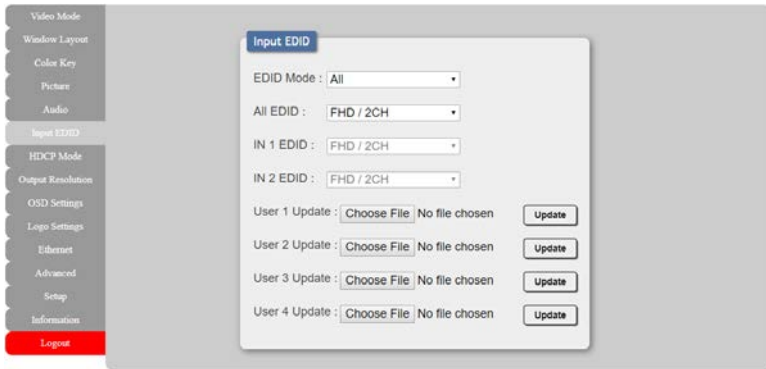 Video Mode
Window Layout
Color Key
Picture
Audio
Input EDID
HDCP Mode
Output Resolution
OSD Settings
Logo Settings
Ethernet
Advanced
Setup
Information
Logout
Input EDID
EDID Mode : All
All EDID : FHD / 2CH
IN 1 EDID : FHD / 2CH
IN 2 EDID : FHD / 2CH
User 1 Update : Choose File No file chosen Update
User 2 Update : Choose File No file chosen Update
User 3 Update : Choose File No file chosen Update
User 4 Update : Choose File No file chosen Update